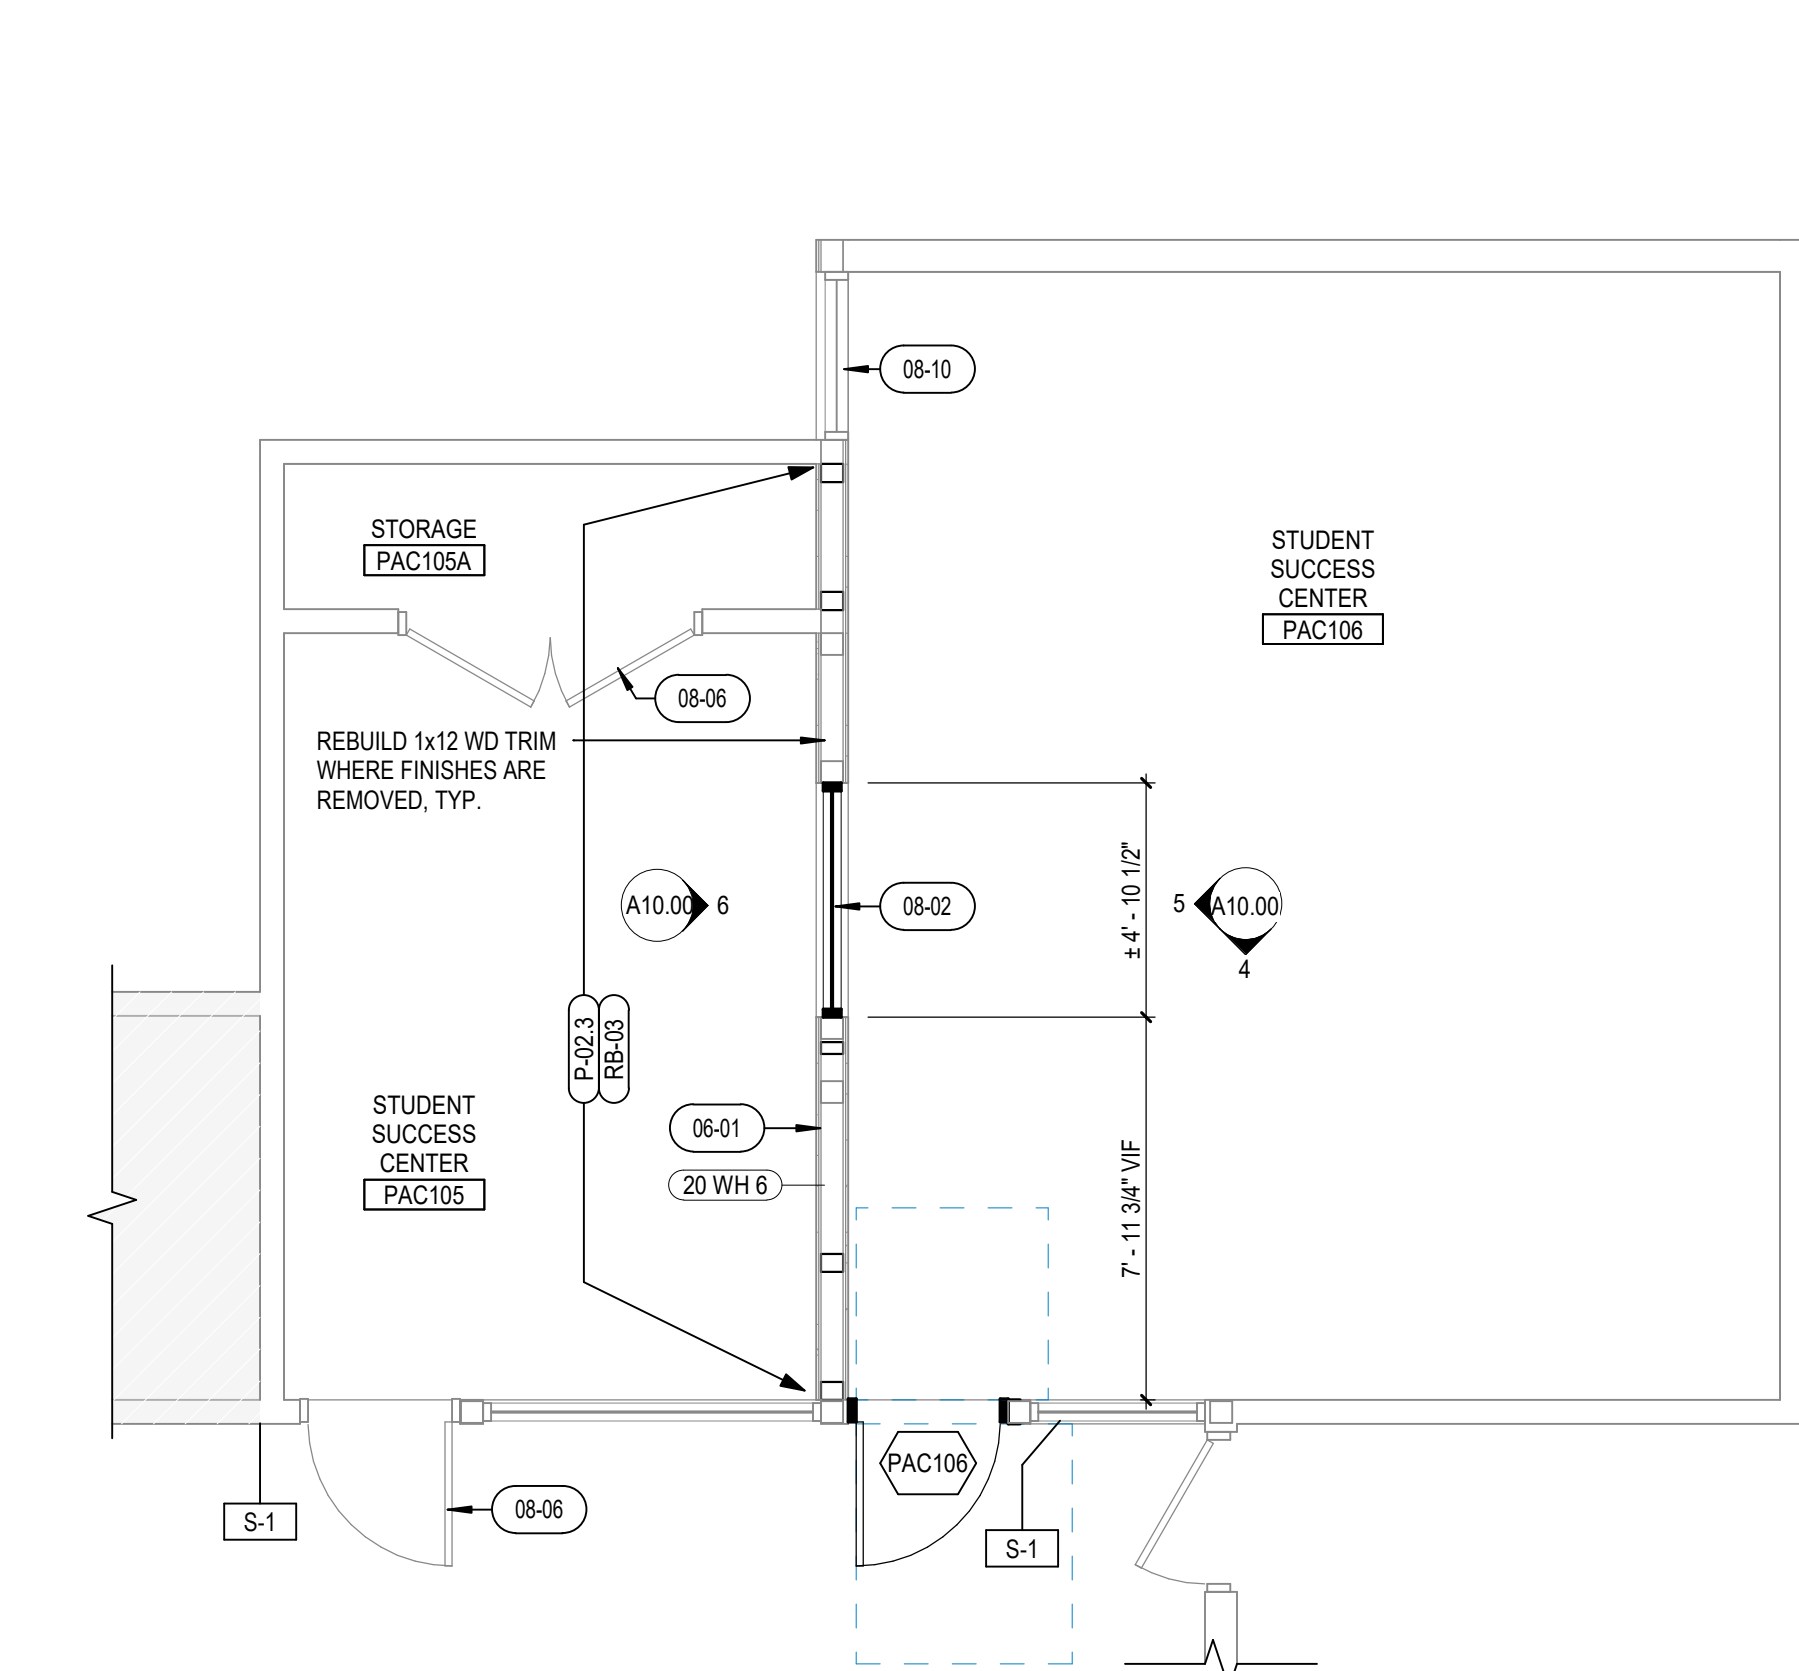 08-10
STORAGE
PAC105A
STUDENT
SUCCESS
CENTER
PAC106
08-06
REBUILD 1x12 WD TRIM
WHERE FINISHES ARE
REMOVED, TYP.
± 4' - 10 1/2"
A10.00
6
08-02
5
A10.00
4
P-02.3
RB-03
STUDENT
SUCCESS
CENTER
PAC105
06-01
20 WH 6
7' - 11 3/4" VIF
PAC106
08-06
S-1
S-1